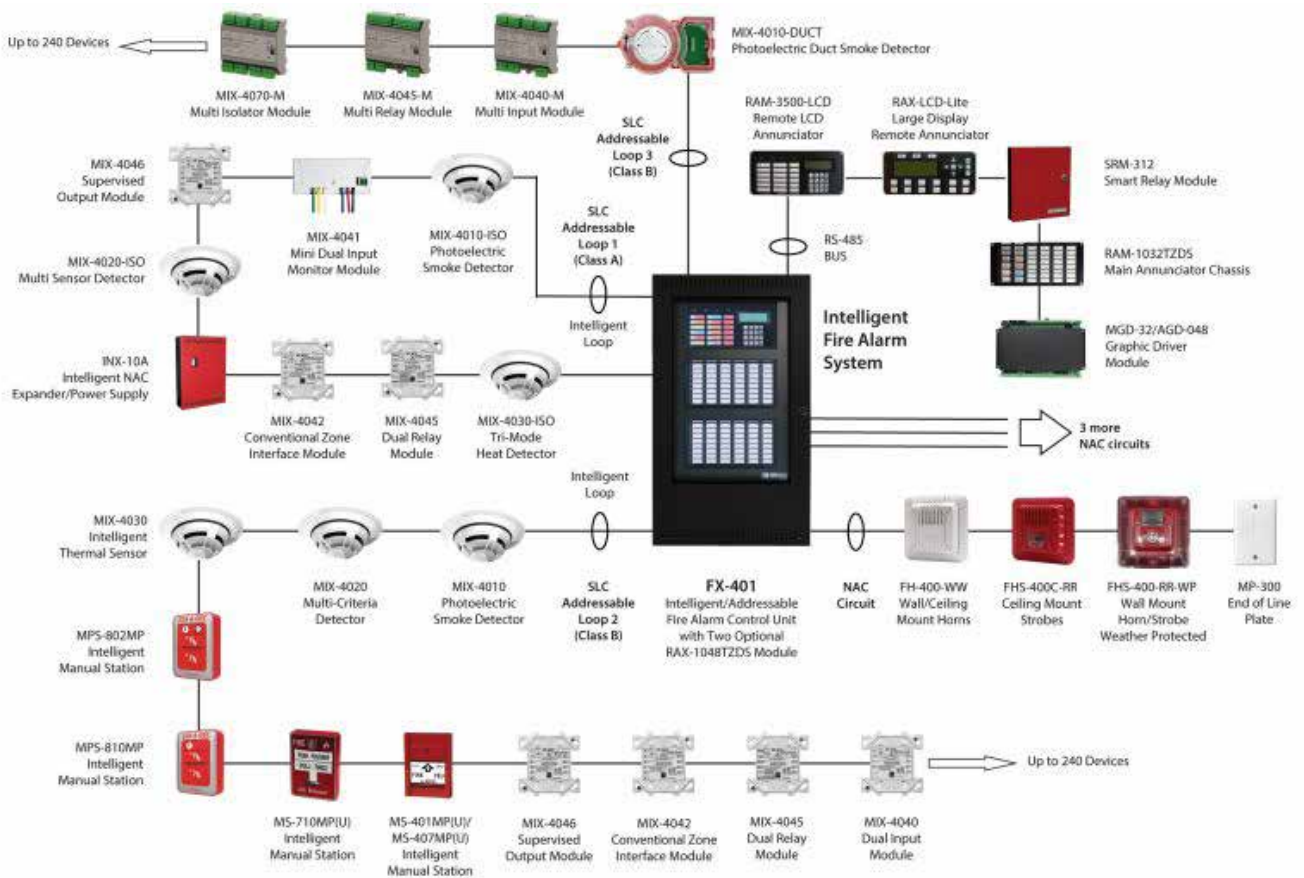 Up to 240 Devices
MIX-4070-M
Multi Isolator Module
MIX-4045-M
Multi Relay Module
MIX-4040-M
Multi Input Module
MIX-4010-DUCT
Photoelectric Duct Smoke Detector
SLC
Addressable
Loop 3
(Class B)
RAM-3500-LCD
Remote LCD
Annunciator
RAX-LCD-Lite
Large Display
Remote Annunciator
SRM-312
Smart Relay Module
MIX-4046
Supervised
Output Module
MIX-4041
Mini Dual Input
Monitor Module
MIX-4010-ISO
Photoelectric
Smoke Detector
SLC
Addressable
Loop 1
(Class A)
Intelligent
Loop
RS-485
BUS
RAM-1032TZDS
Main Annunciator Chassis
MIX-4020-ISO
Multi Sensor Detector
Intelligent
Fire Alarm
System
MGD-32/AGD-048
Graphic Driver
Module
INX-10A
Intelligent NAC
Expander/Power Supply
MIX-4042
Conventional Zone
Interface Module
MIX-4045
Dual Relay
Module
MIX-4030-ISO
Tri-Mode
Heat Detector
3 more
NAC circuits
Intelligent
Loop
MIX-4030
Intelligent
Thermal Sensor
MIX-4020
Multi-Criteria
Detector
MIX-4010
Photoelectric
Smoke Detector
SLC
Addressable
Loop 2
(Class B)
FX-401
Intelligent/Addressable
Fire Alarm Control Unit
with Two Optional
RAX-1048TZDS Module
NAC
Circuit
FH-400-WW
Wall/Ceiling
Mount Horns
FHS-400C-RR
Ceiling Mount
Strobes
FHS-400-RR-WP
Wall Mount
Horn/Strobe
Weather Protected
MP-300
End of Line
Plate
MPS-802MP
Intelligent
Manual Station
MPS-810MP
Intelligent
Manual Station
MS-710MP(U)
Intelligent
Manual Station
MS-401MP(U)/
MS-407MP(U)
Intelligent
Manual Station
MIX-4046
Supervised
Output Module
MIX-4042
Conventional Zone
Interface Module
MIX-4045
Dual Relay
Module
MIX-4040
Dual Input
Module
Up to 240 Devices